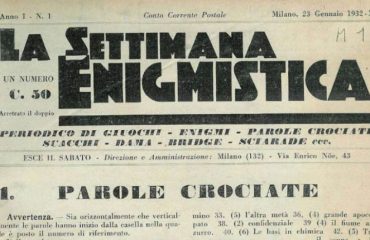 Anno I - N. 1 Conto Corrente Postale Milano, 23 Gennaio 1932-X
LA SETTIMANA
ENIGMISTICA
UN NUMERO
C. 50
Arretrato il doppio
PERIODICO DI GIUOCHI - ENIGMI - PAROLE CROCIATE
SCACCHI - DAMA - BRIDGE - SCIARADE ecc.
ESCE IL SABATO - Direzione e Amministrazione: Milano (132) - Via Enrico Nöe, 43
1. PAROLE CROCIATE
Avvertenza. — Sia orizzontalmente che vertical-
mente le parole hanno inizio dalla casella nella qua-
le è posto il numero di riferimento.
mino 33. (5) l'altra metà 36, (4) grande apoc
pato 38. (2) confidenziale 39. (4) il fiume a
zurro. 40. (6) Le basi in chimica 42. (5) T